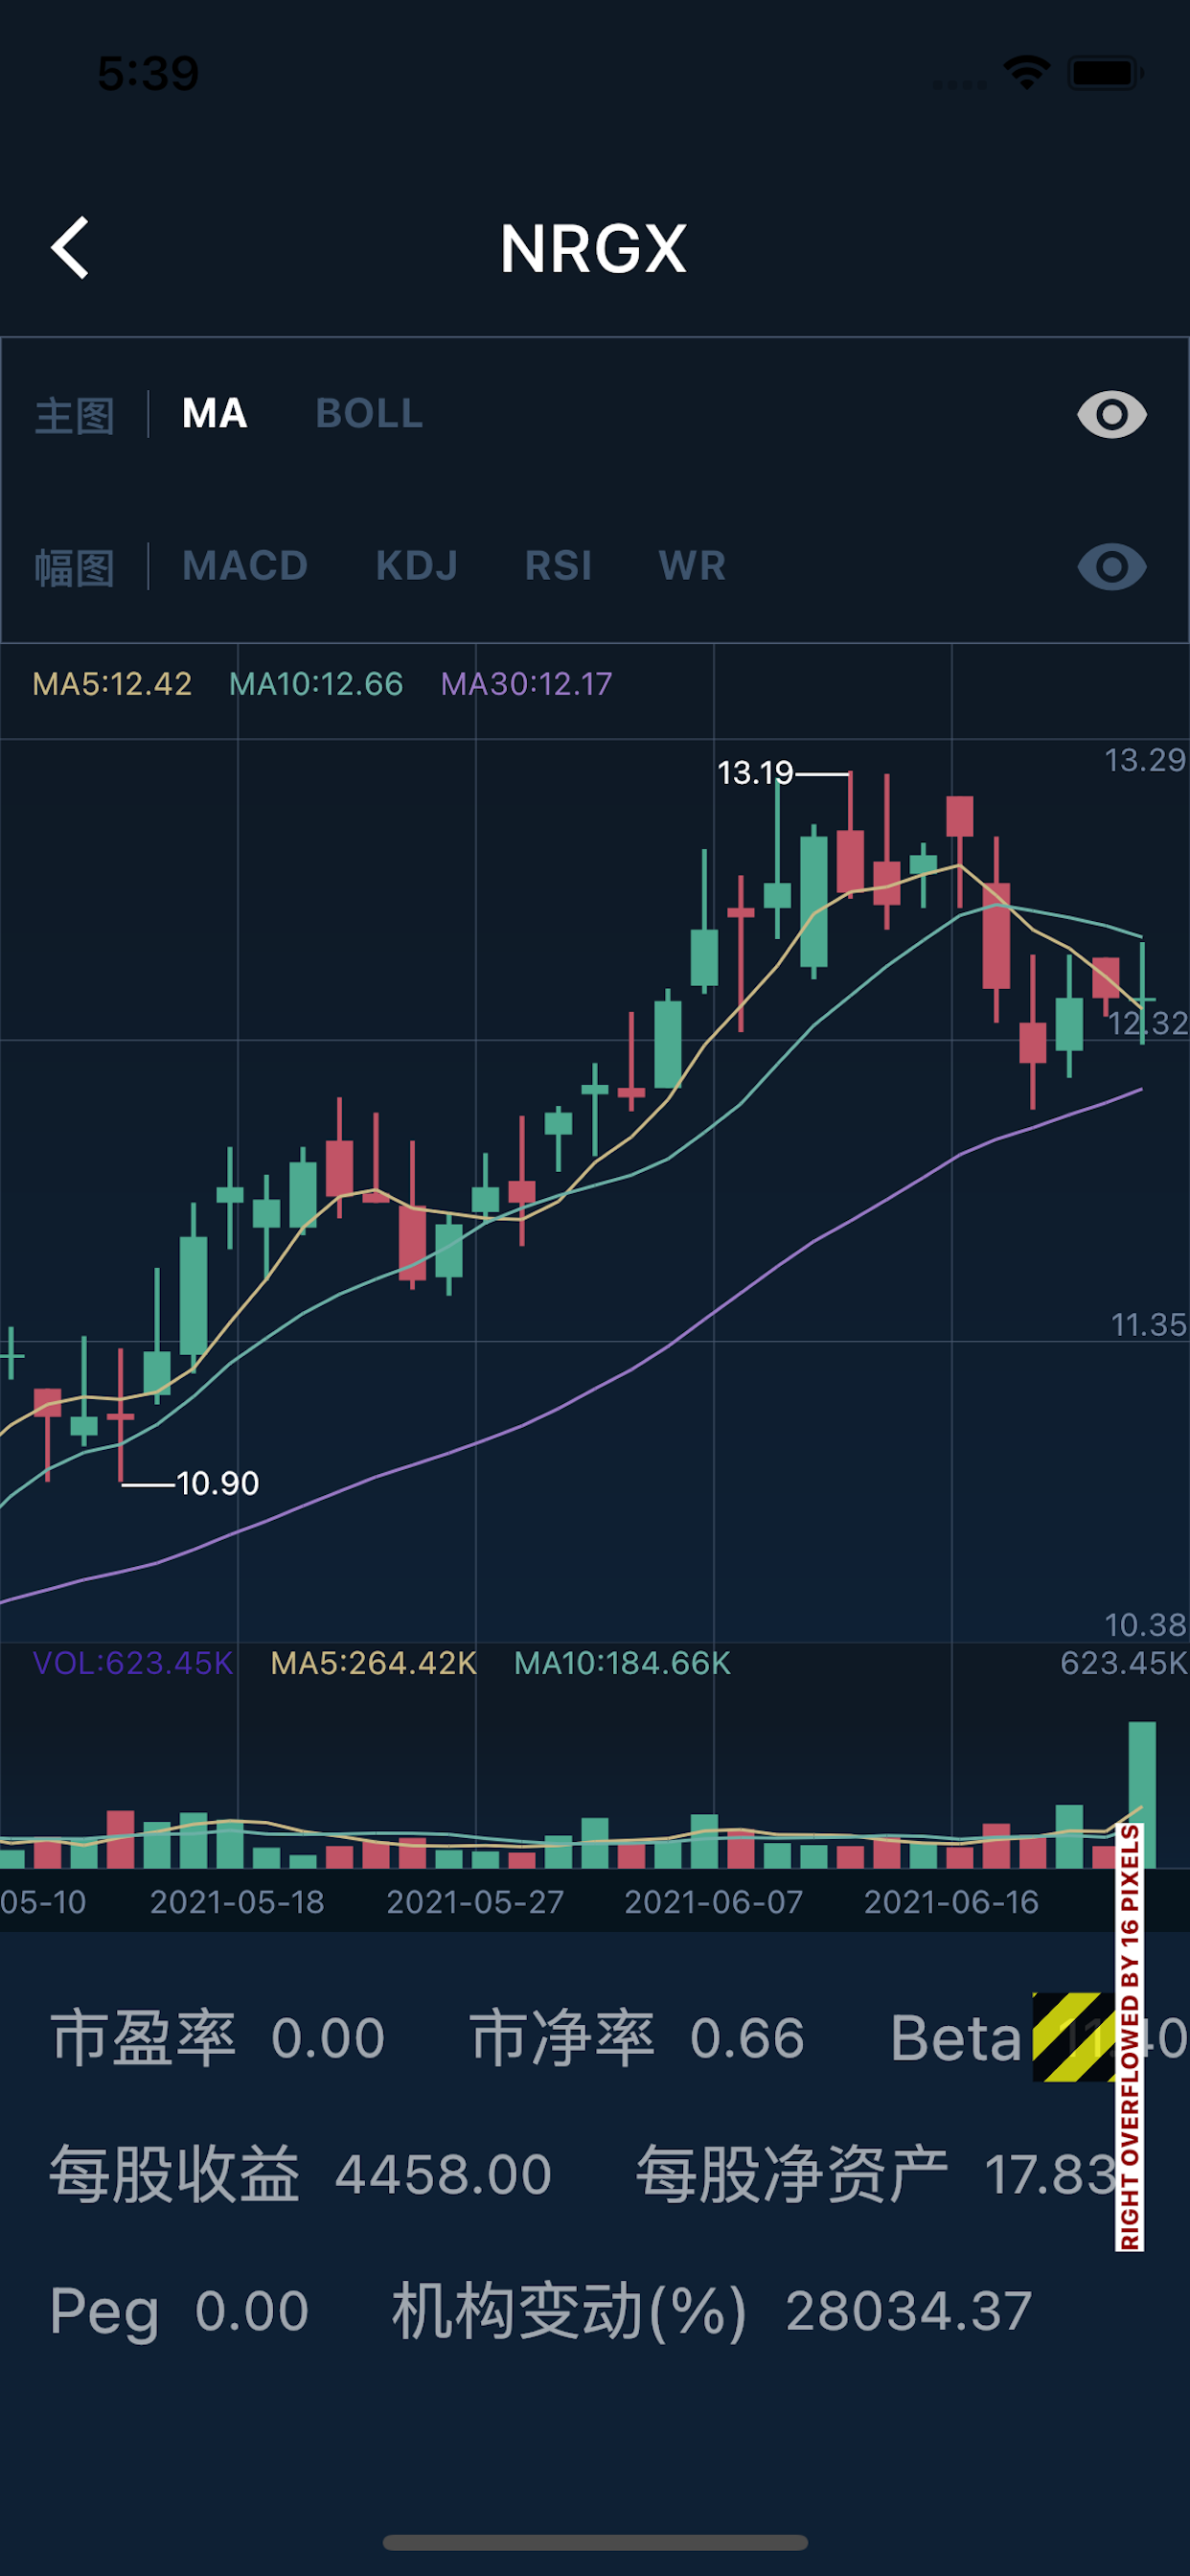 5:39
NRGX
主图 MA BOLL
幅图 MACD KDJ RSI WR
MA5:12.42 MA10:12.66 MA30:12.17
13.29
13.19
12.32
11.35
10.90
10.38
VOL:623.45K MA5:264.42K MA10:184.66K 623.45K
05-10 2021-05-18 2021-05-27 2021-06-07 2021-06-16
RIGHT OVERFLOWED BY 16 PIXELS
市盈率 0.00 市净率 0.66 Beta
每股收益 4458.00 每股净资产 17.83
Peg 0.00 机构变动(%) 28034.37